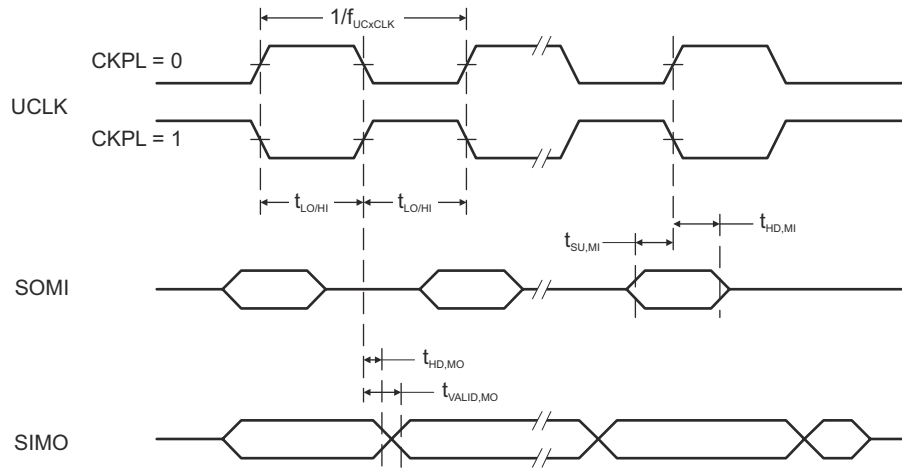 1/fUCxCLK
CKPL = 0
UCLK
CKPL = 1
tLO/HI tLO/HI
tSU,MI
tHD,MI
SOMI
tHD,MO
tVALID,MO
SIMO